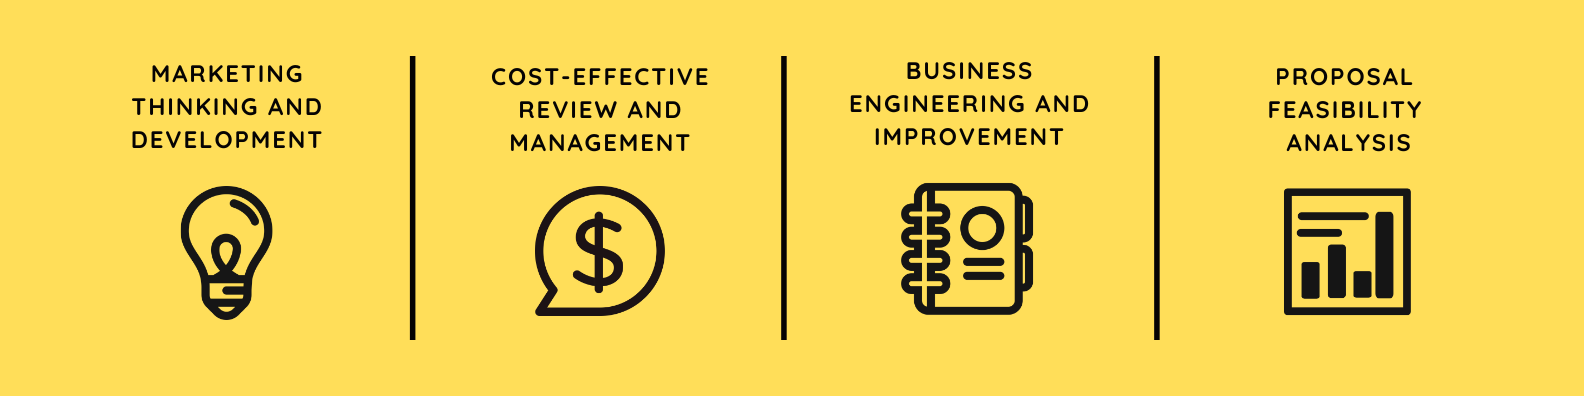 MARKETING
THINKING AND
DEVELOPMENT
COST-EFFECTIVE
REVIEW AND
MANAGEMENT
BUSINESS
ENGINEERING AND
IMPROVEMENT
PROPOSAL
FEASIBILITY
ANALYSIS
$